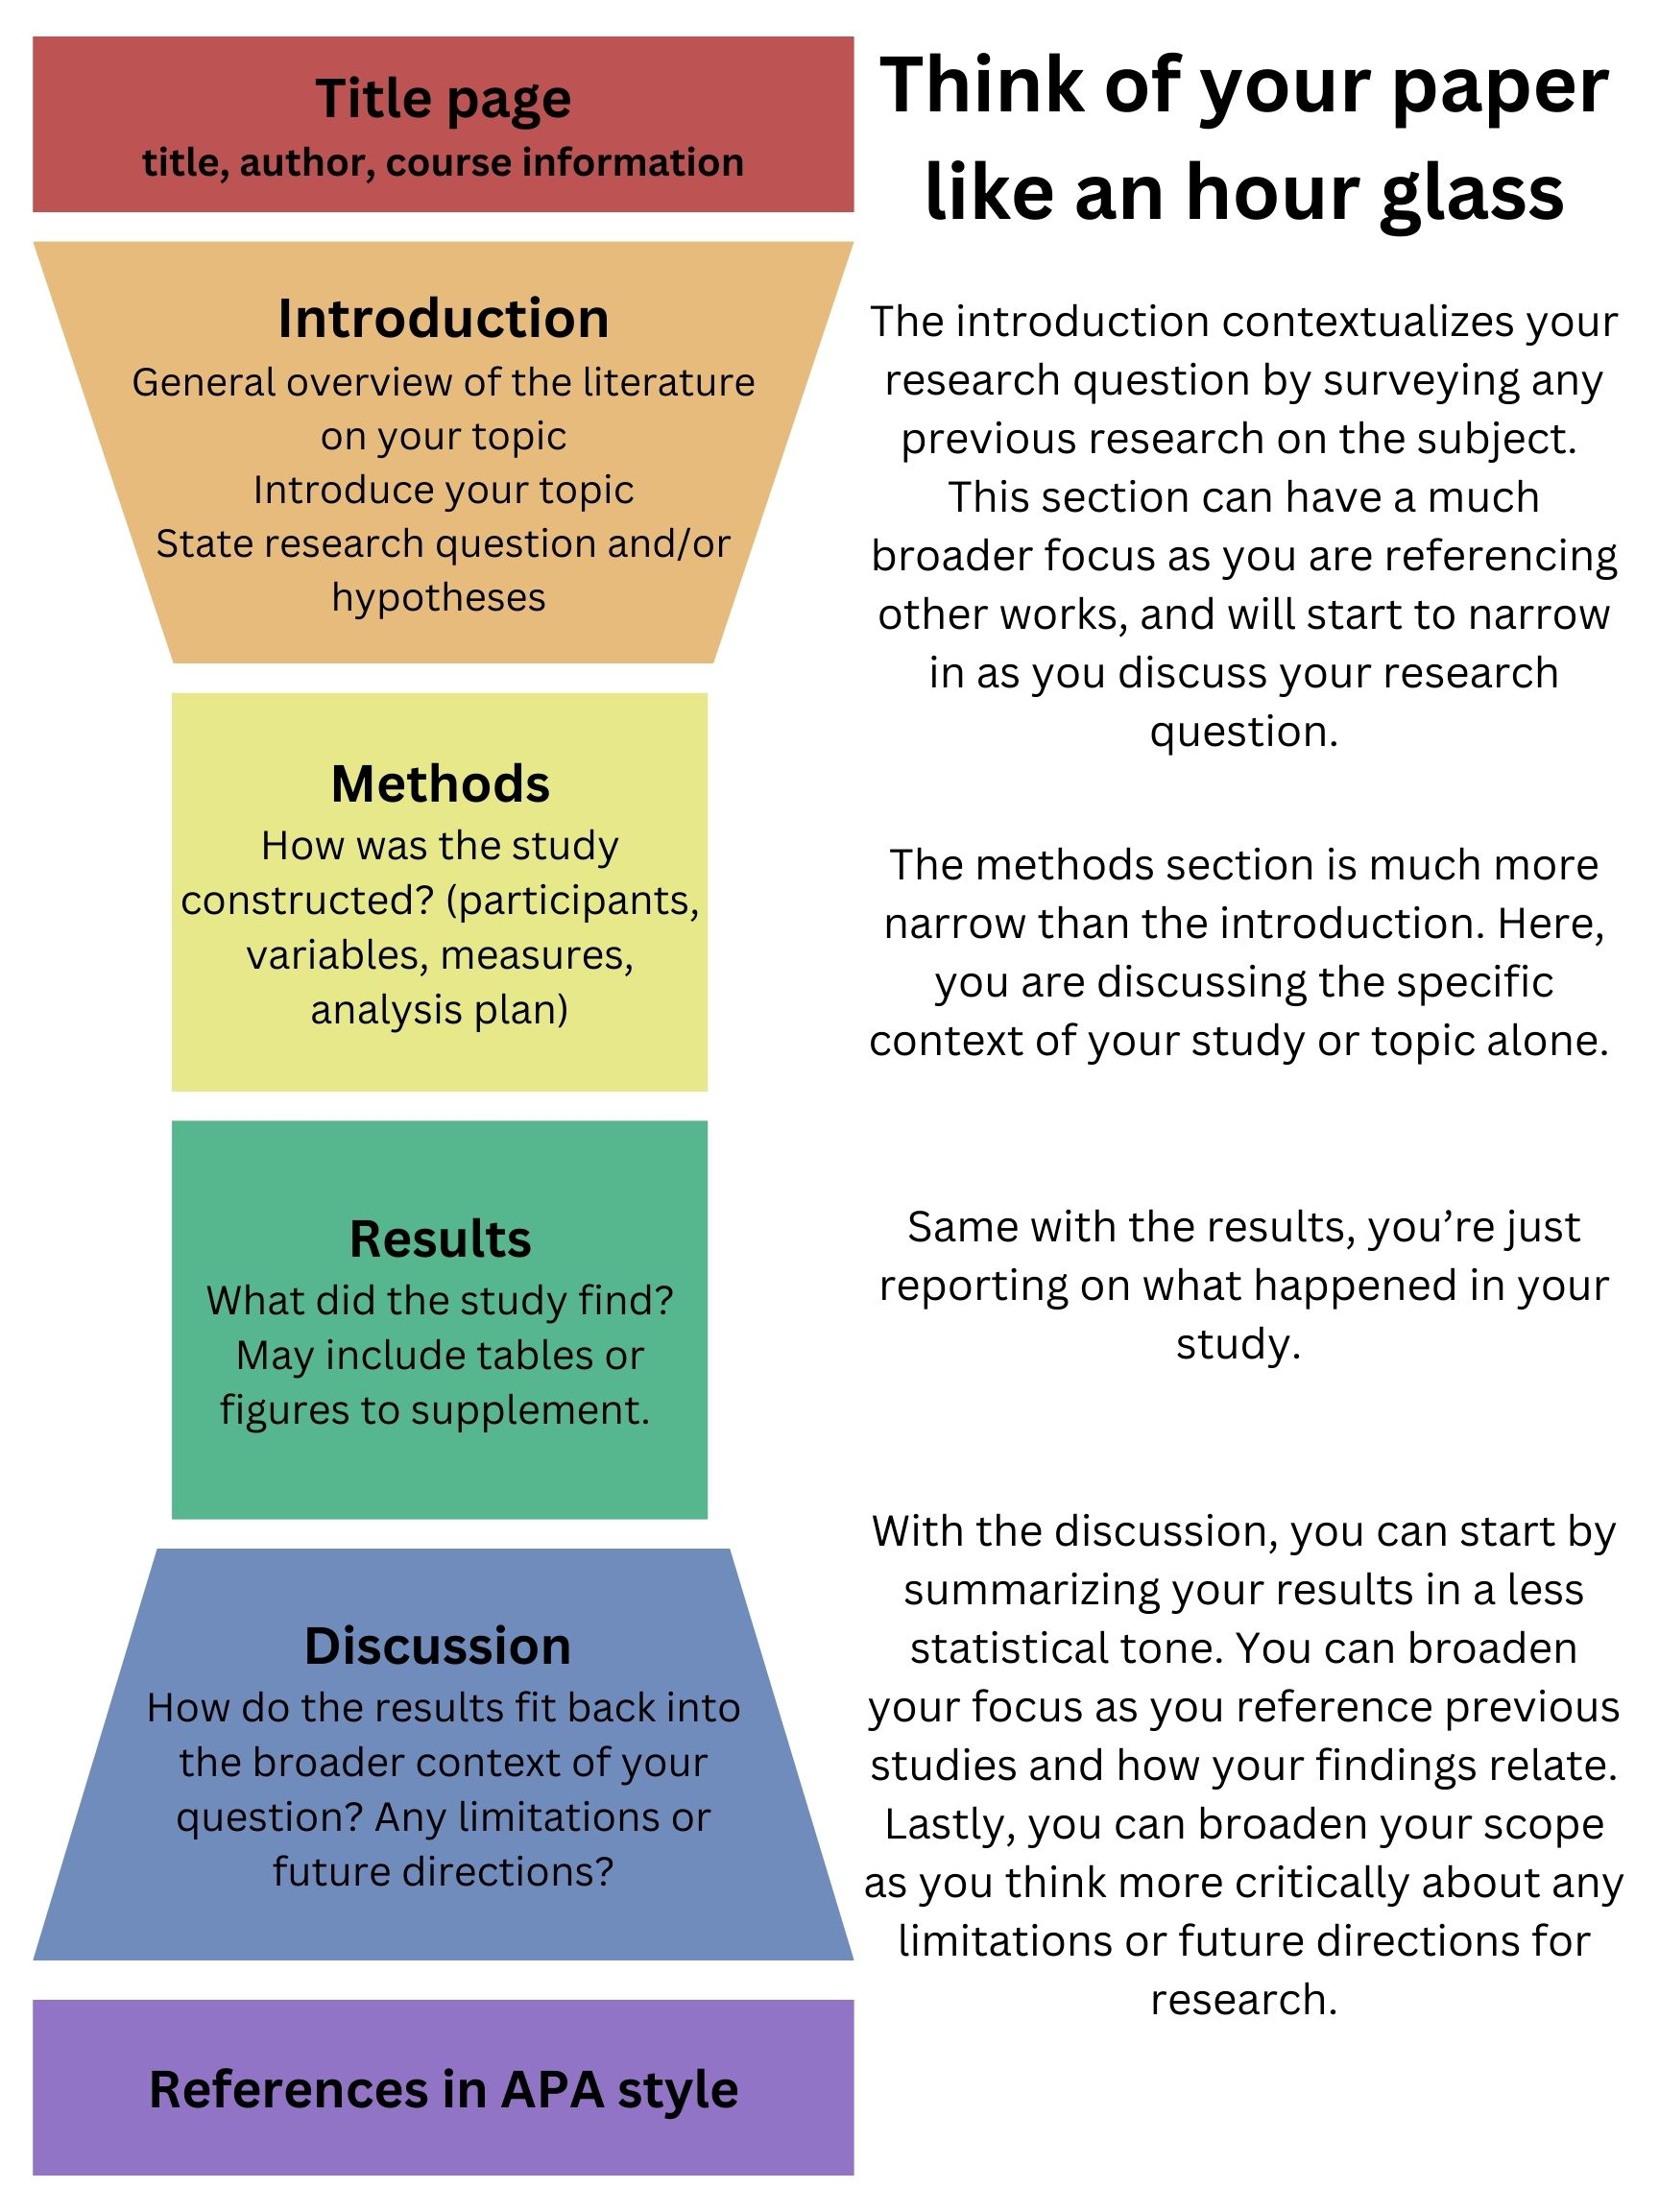 Title page
title, author, course information
Think of your paper
like an hour glass
Introduction
General overview of the literature
on your topic
Introduce your topic
State research question and/or
hypotheses
The introduction contextualizes your
research question by surveying any
previous research on the subject.
This section can have a much
broader focus as you are referencing
other works, and will start to narrow
in as you discuss your research
question.
Methods
How was the study
constructed? (participants,
variables, measures,
analysis plan)
The methods section is much more
narrow than the introduction. Here,
you are discussing the specific
context of your study or topic alone.
Results
What did the study find?
May include tables or
figures to supplement.
Same with the results, you’re just
reporting on what happened in your
study.
Discussion
How do the results fit back into
the broader context of your
question? Any limitations or
future directions?
With the discussion, you can start by
summarizing your results in a less
statistical tone. You can broaden
your focus as you reference previous
studies and how your findings relate.
Lastly, you can broaden your scope
as you think more critically about any
limitations or future directions for
research.
References in APA style